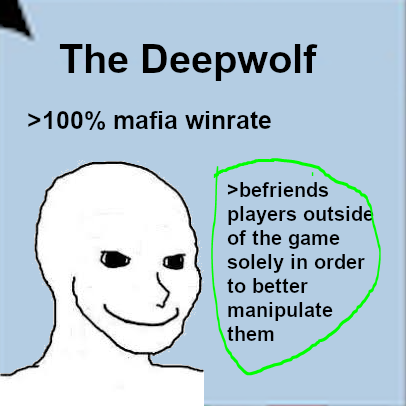 The Deepwolf
>100% mafia winrate
>befriends
players outside
of the game
solely in order
to better
manipulate
them